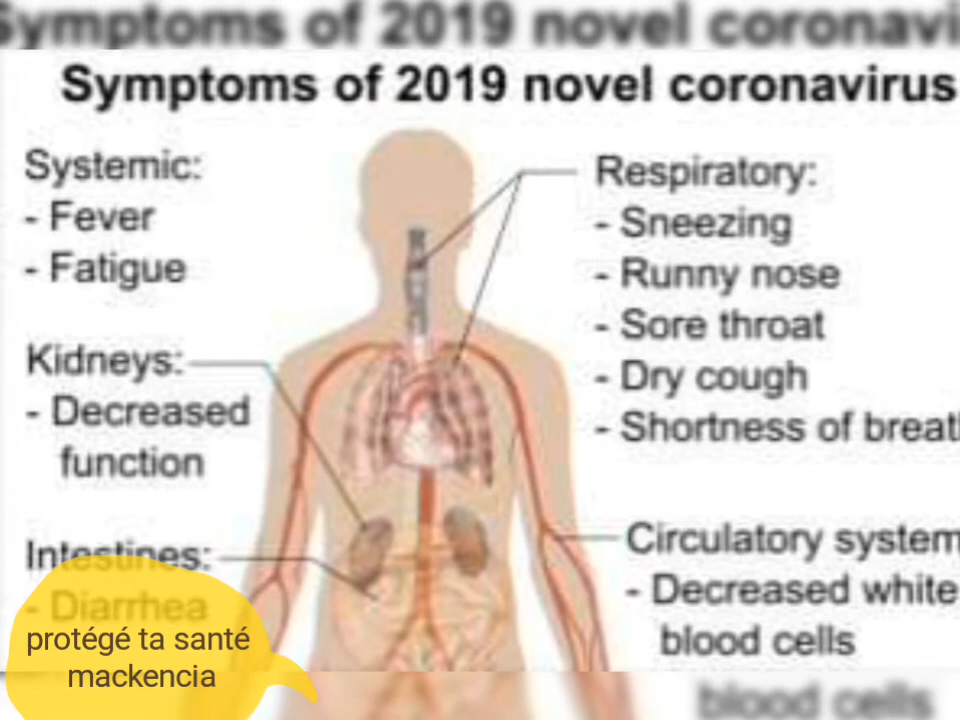 Symptoms of 2019 novel coronavi
Symptoms of 2019 novel coronavirus
Systemic:
- Fever
- Fatigue
Kidneys:
- Decreased
function
Intestines:
- Diarrhea
Respiratory:
- Sneezing
- Runny nose
- Sore throat
- Dry cough
- Shortness of breath
Circulatory system
- Decreased white
blood cells
protégé ta santé
mackencia
blood cells